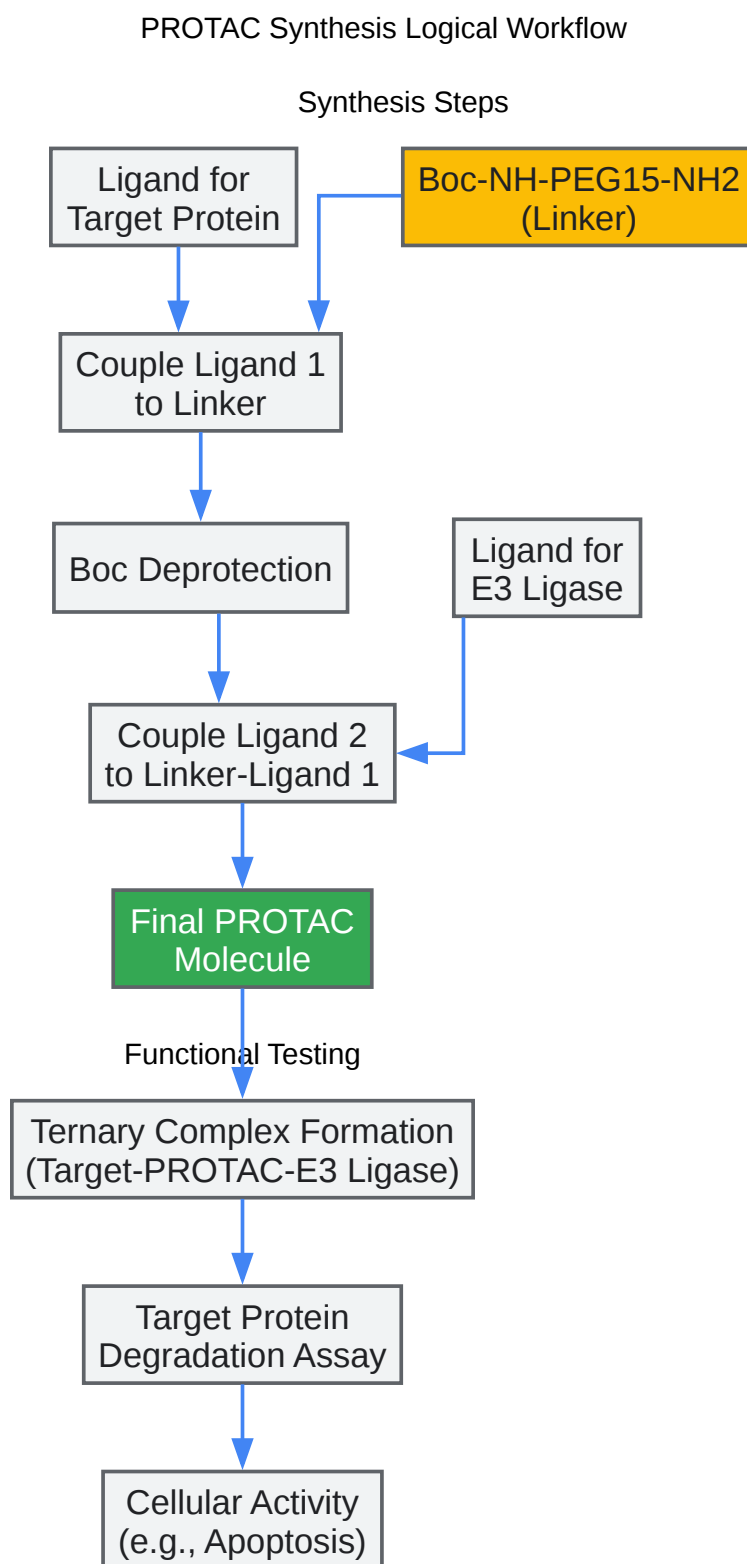 PROTAC Synthesis Logical Workflow
Synthesis Steps
Ligand for
Target Protein
Boc-NH-PEG15-NH2
(Linker)
Couple Ligand 1
to Linker
Boc Deprotection
Ligand for
E3 Ligase
Couple Ligand 2
to Linker-Ligand 1
Final PROTAC
Molecule
Functional Testing
Ternary Complex Formation
(Target-PROTAC-E3 Ligase)
Target Protein
Degradation Assay
Cellular Activity
(e.g., Apoptosis)